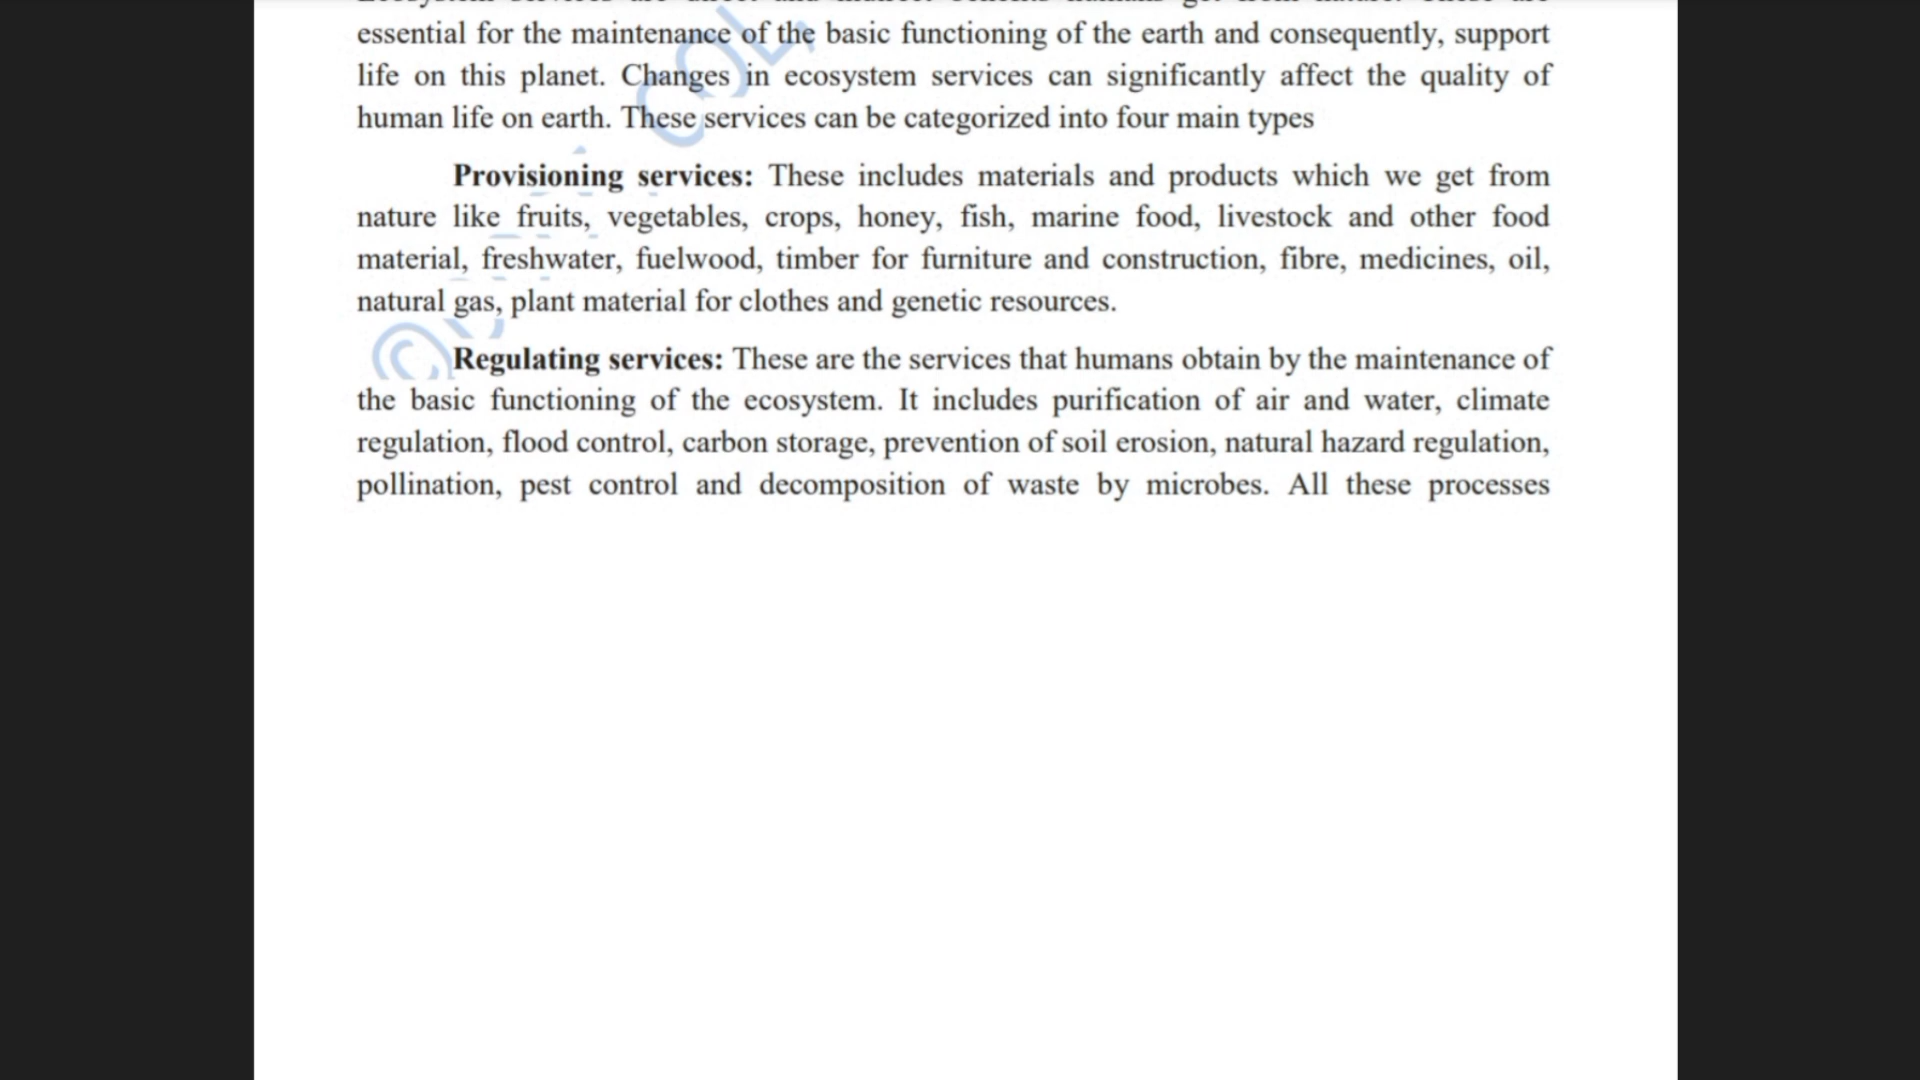 essential for the maintenance of the basic functioning of the earth and consequently, support
life on this planet. Changes in ecosystem services can significantly affect the quality of
human life on earth. These services can be categorized into four main types
Provisioning services: These includes materials and products which we get from
nature like fruits, vegetables, crops, honey, fish, marine food, livestock and other food
material, freshwater, fuelwood, timber for furniture and construction, fibre, medicines, oil,
natural gas, plant material for clothes and genetic resources.
Regulating services: These are the services that humans obtain by the maintenance of
the basic functioning of the ecosystem. It includes purification of air and water, climate
regulation, flood control, carbon storage, prevention of soil erosion, natural hazard regulation,
pollination, pest control and decomposition of waste by microbes. All these processes